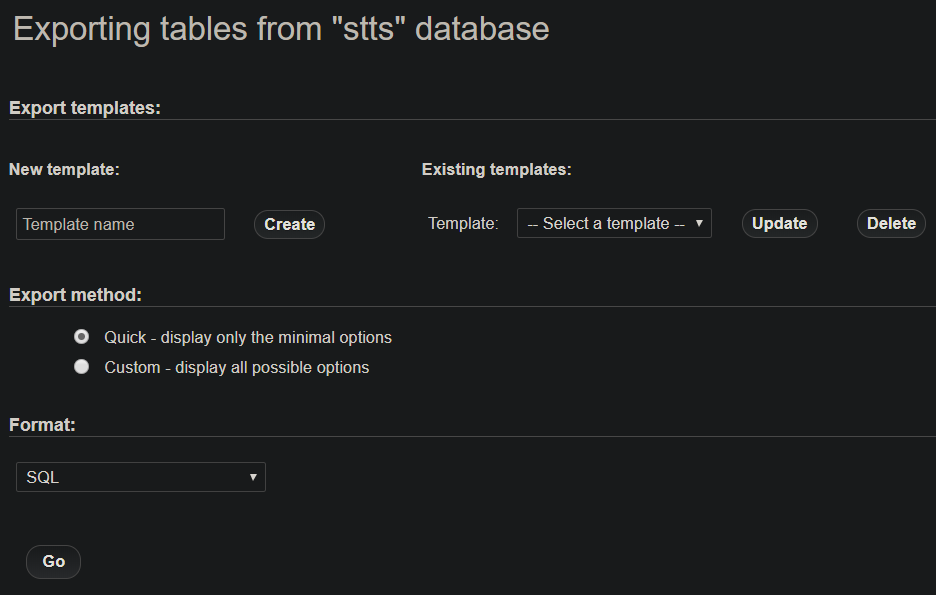 Exporting tables from "stts" database
Export templates:
New template:
Existing templates:
Template name
Create
Template:
-- Select a template --
Update
Delete
Export method:
Quick - display only the minimal options
Custom - display all possible options
Format:
SQL
Go